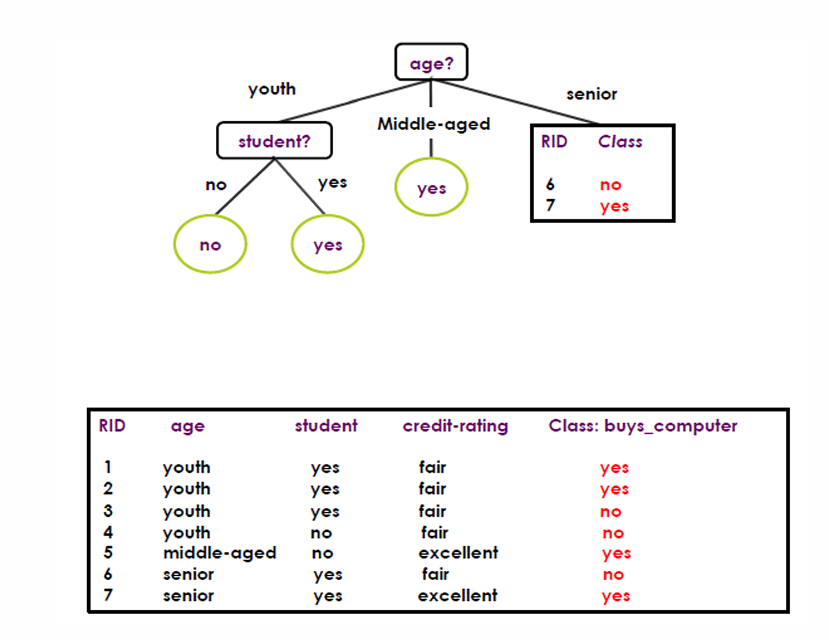 age?
youth
senior
Middle-aged
student?
RID Class
no
yes
yes
6 no
7 yes
no
yes
RID age student credit-rating Class: buys_computer
1 youth yes fair yes
2 youth yes fair yes
3 youth yes fair no
4 youth no fair no
5 middle-aged no excellent yes
6 senior yes fair no
7 senior yes excellent yes